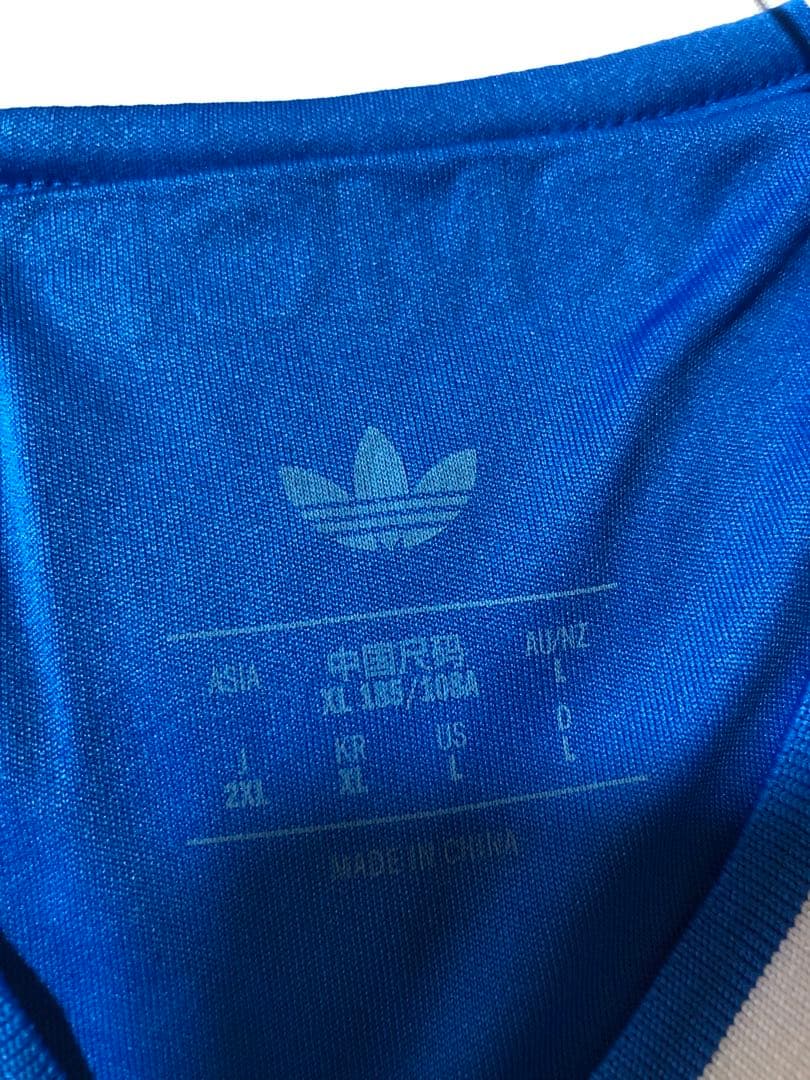 ASIA 中国尺码 AU/NZ
XL 185/108A L
J KR US D
2XL XL L L
MADE IN CHINA